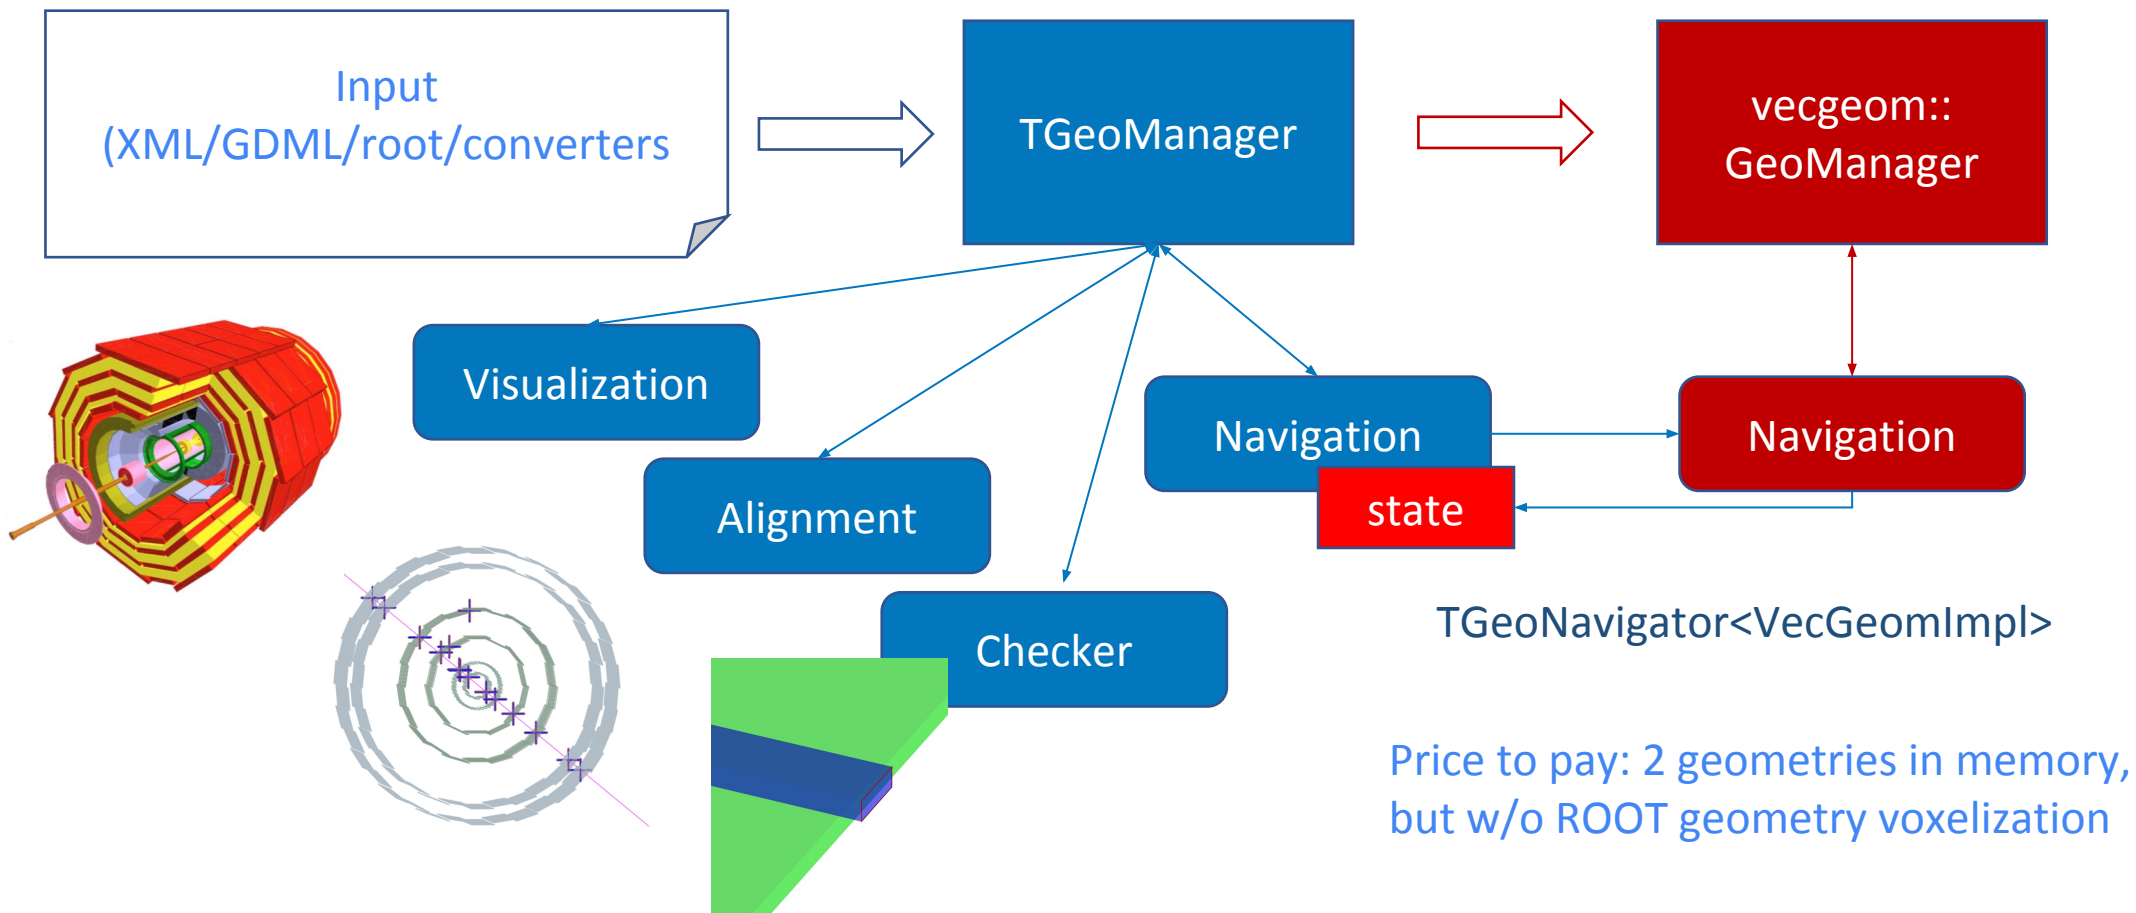 Input
(XML/GDML/root/converters
TGeoManager
vecgeom::
GeoManager
Visualization
Navigation
Navigation
Alignment
state
Checker
TGeoNavigator<VecGeomImpl>
Price to pay: 2 geometries in memory,
but w/o ROOT geometry voxelization